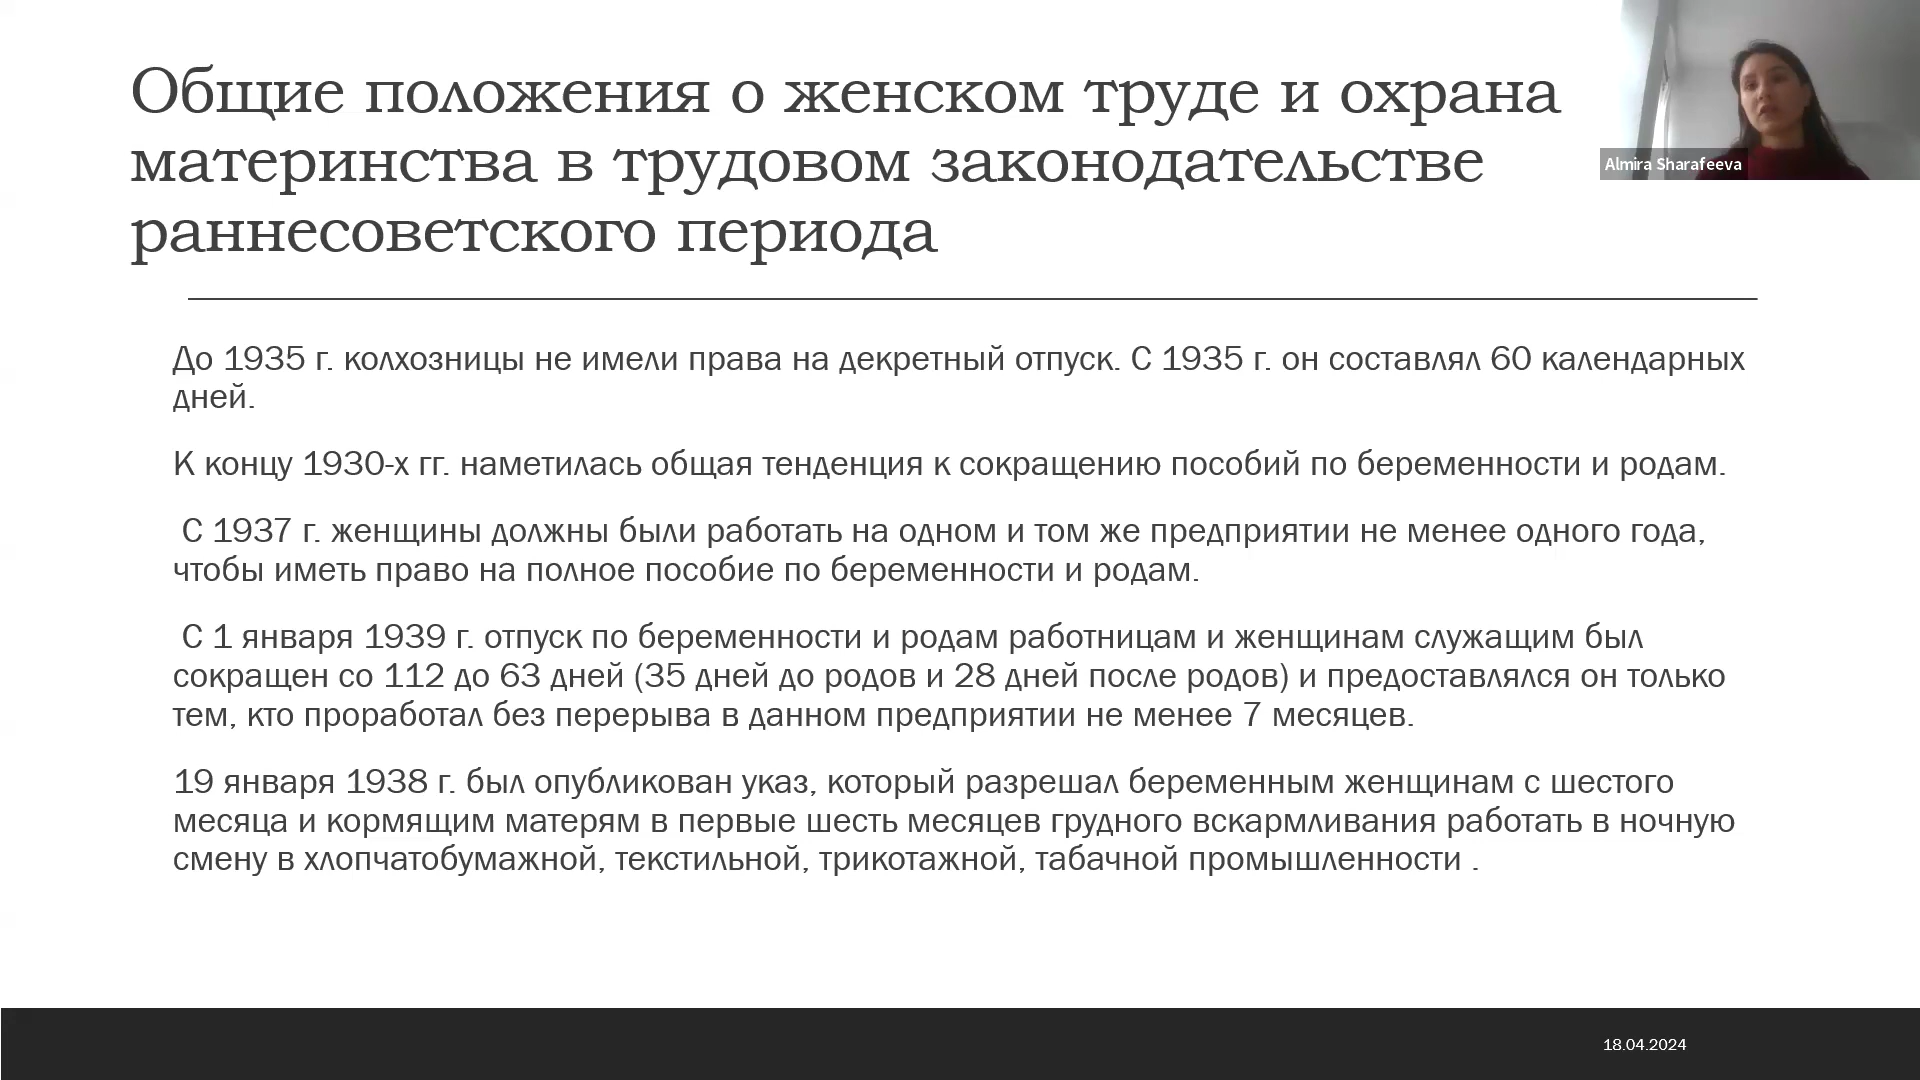 Общие положения о женском труде и охрана
материнства в трудовом законодательстве
раннесоветского периода
Almira Sharafeeva
До 1935 г. колхозницы не имели права на декретный отпуск. С 1935 г. он составлял 60 календарных
дней.
К концу 1930-х гг. наметилась общая тенденция к сокращению пособий по беременности и родам.
С 1937 г. женщины должны были работать на одном и том же предприятии не менее одного года,
чтобы иметь право на полное пособие по беременности и родам.
С 1 января 1939 г. отпуск по беременности и родам работницам и женщинам служащим был
сокращен со 112 до 63 дней (35 дней до родов и 28 дней после родов) и предоставлялся он только
тем, кто проработал без перерыва в данном предприятии не менее 7 месяцев.
19 января 1938 г. был опубликован указ, который разрешал беременным женщинам с шестого
месяца и кормящим матерям в первые шесть месяцев грудного вскармливания работать в ночную
смену в хлопчатобумажной, текстильной, трикотажной, табачной промышленности .
18.04.2024